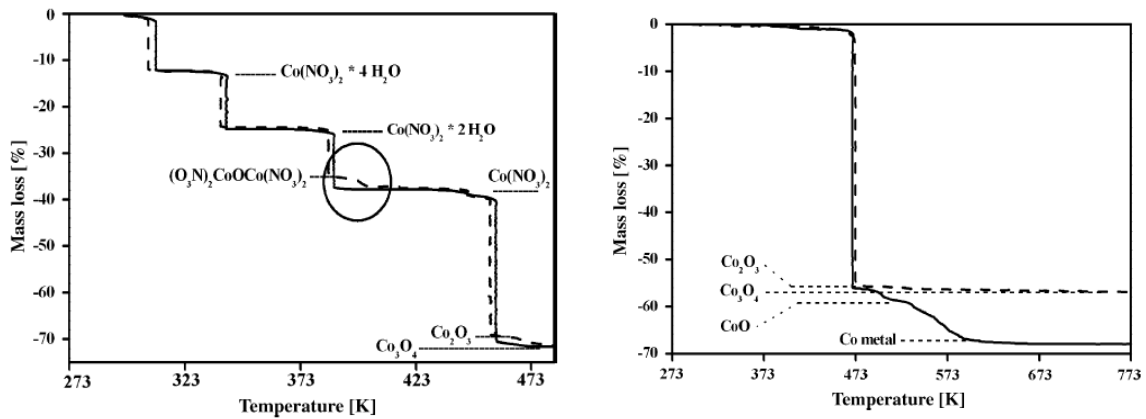 0
-10
-20
-30
-40
-50
-60
-70
Mass loss [%]
Co(NO₃)₂ * 4 H₂O
Co(NO₃)₂ * 2 H₂O
(O₃N)₂CoOCo(NO₃)₂
Co(NO₃)₂
Co₂O₃
Co₃O₄
273 323 373 423 473
Temperature [K]
0
-10
-20
-30
-40
-50
-60
-70
Mass loss [%]
Co₂O₃
Co₃O₄
CoO
Co metal
273 373 473 573 673 773
Temperature [K]